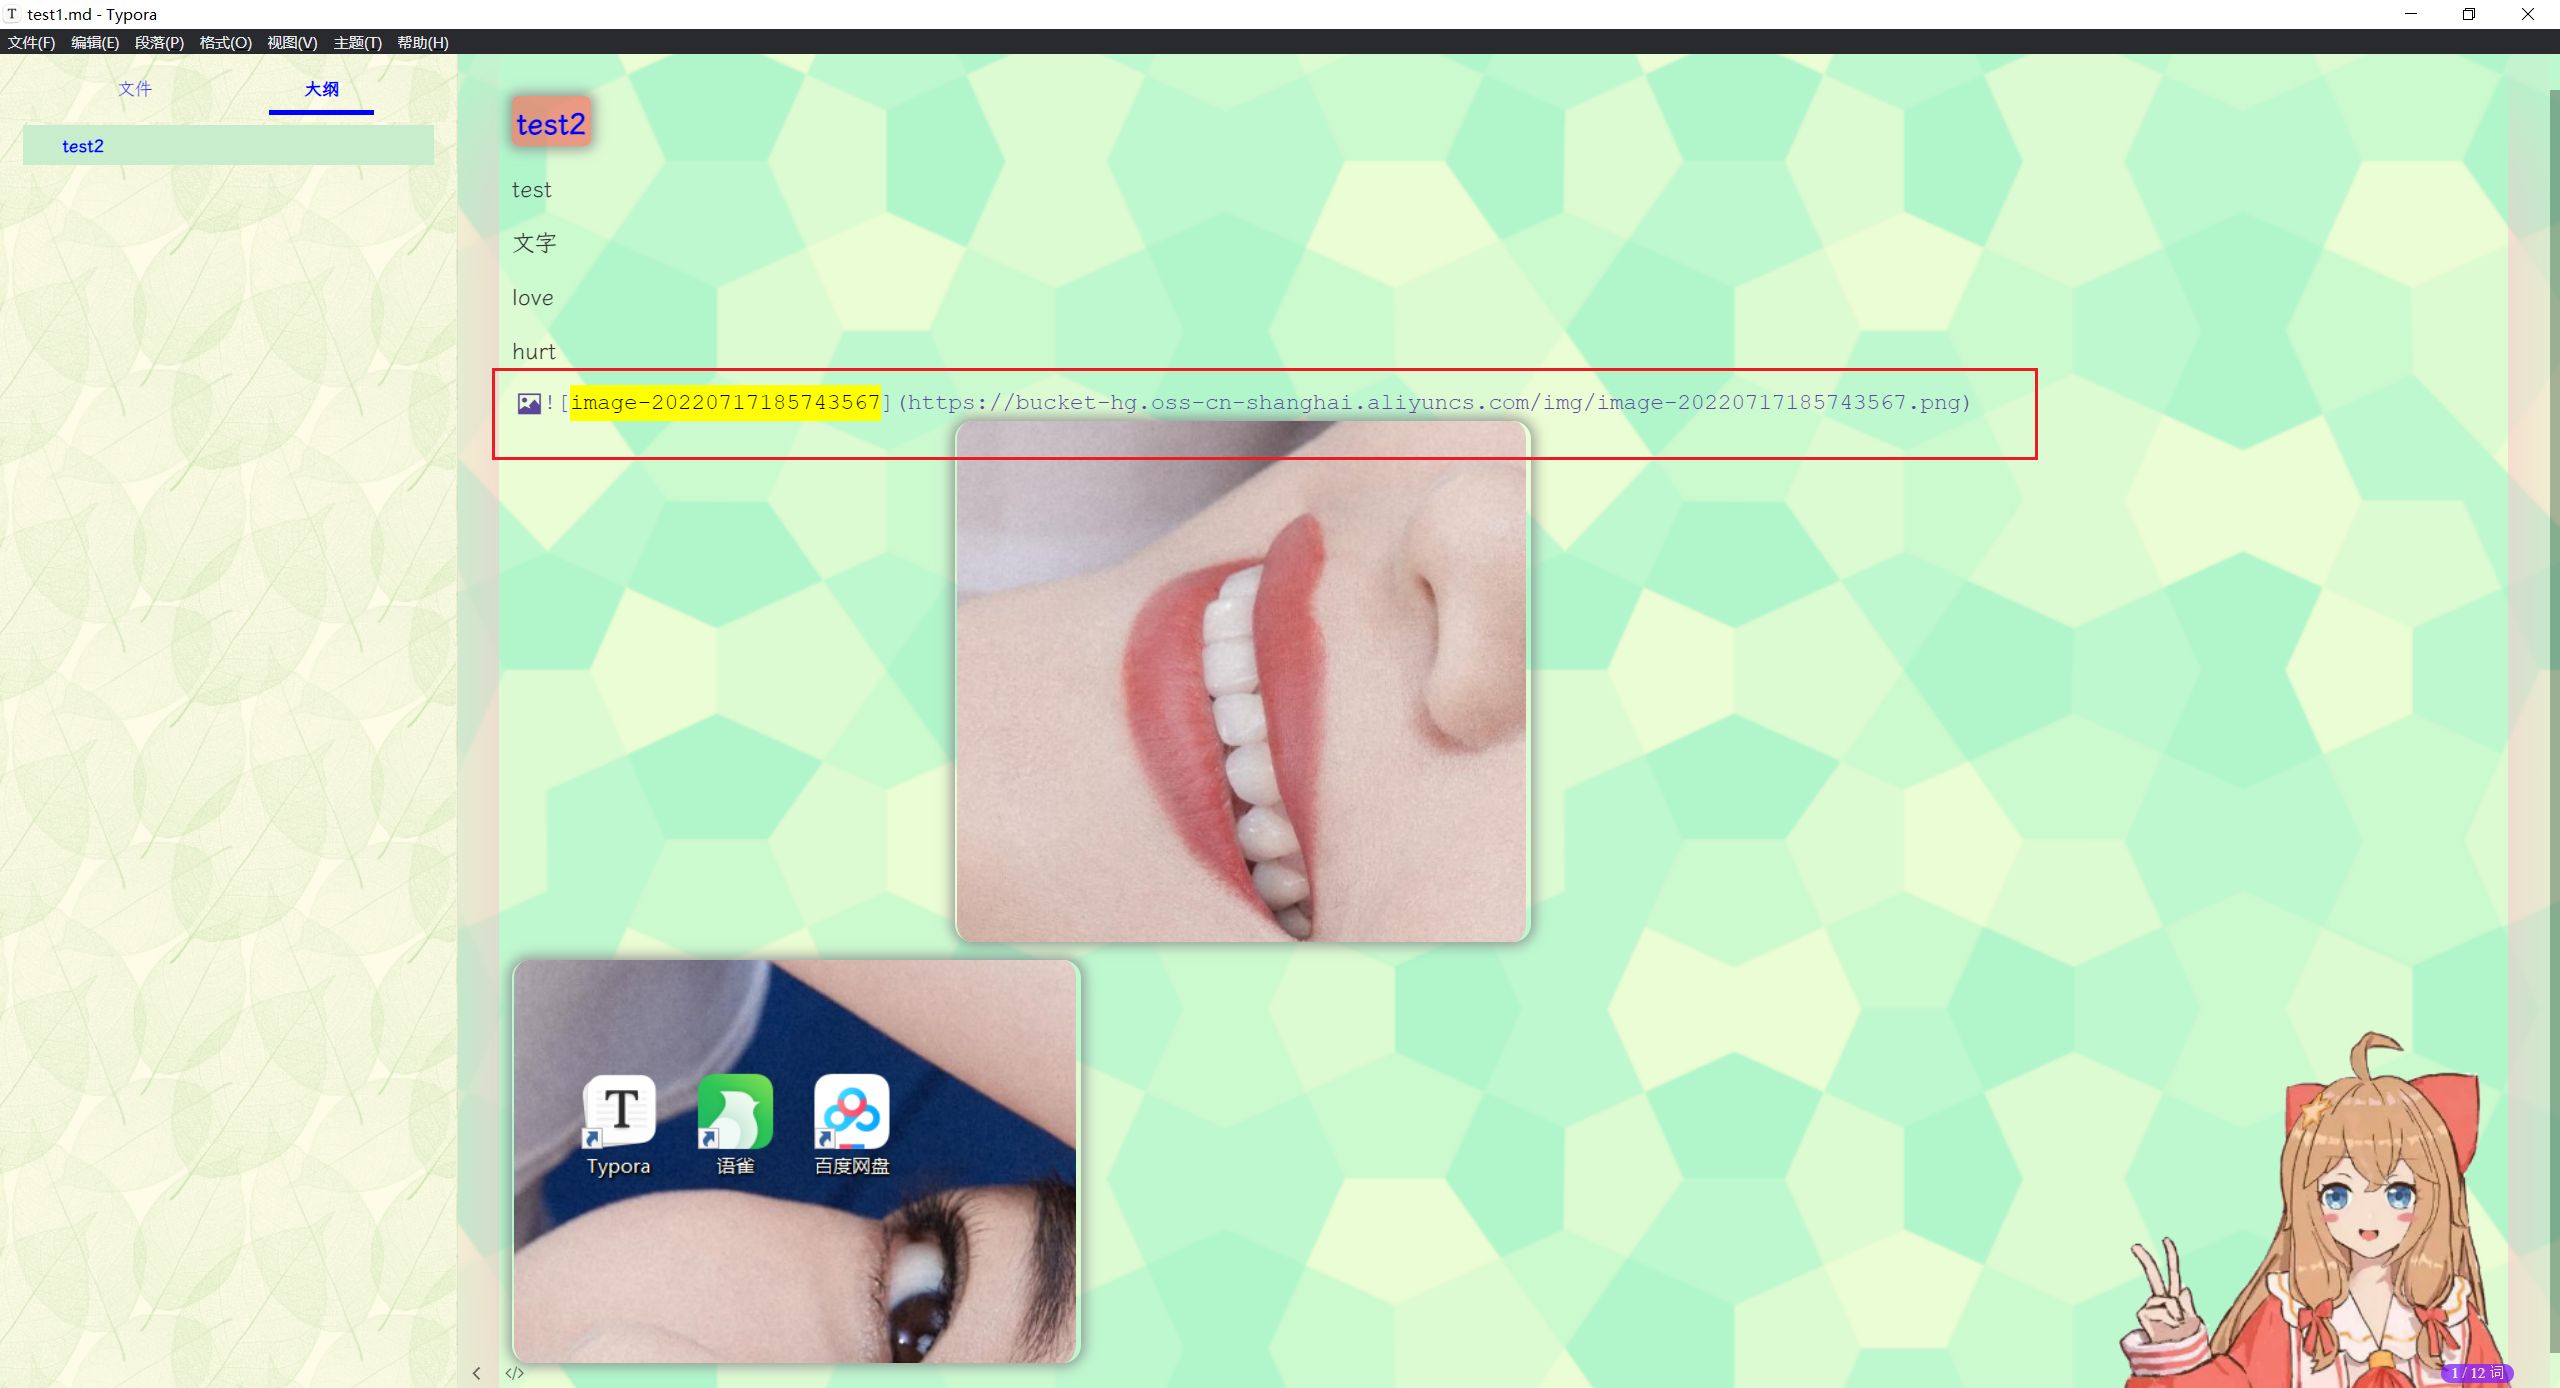 test1.md - Typora
文件(F) 编辑(E) 段落(P) 格式(O) 视图(V) 主题(T) 帮助(H)
文件 大纲
test2
test2
test
文字
love
hurt
![image-20220717185743567](https://bucket-hg.oss-cn-shanghai.aliyuncs.com/img/image-20220717185743567.png)
T
Typora 语雀 百度网盘
</> 1 / 12 词